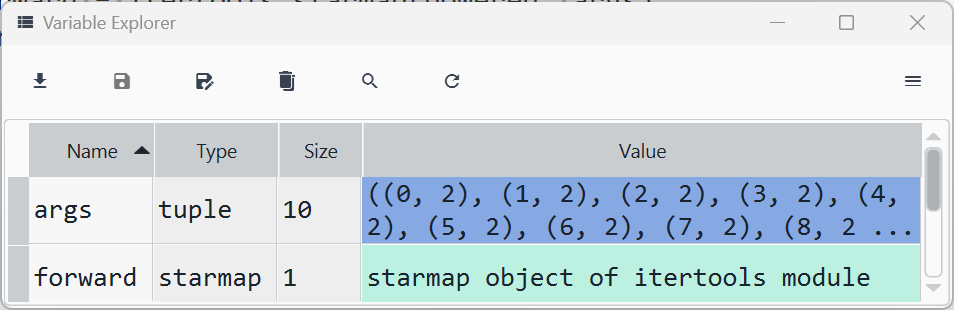 Variable Explorer
Name Type Size Value
args tuple 10 ((0, 2), (1, 2), (2, 2), (3, 2), (4,
2), (5, 2), (6, 2), (7, 2), (8, 2 ...
forward starmap 1 starmap object of itertools module